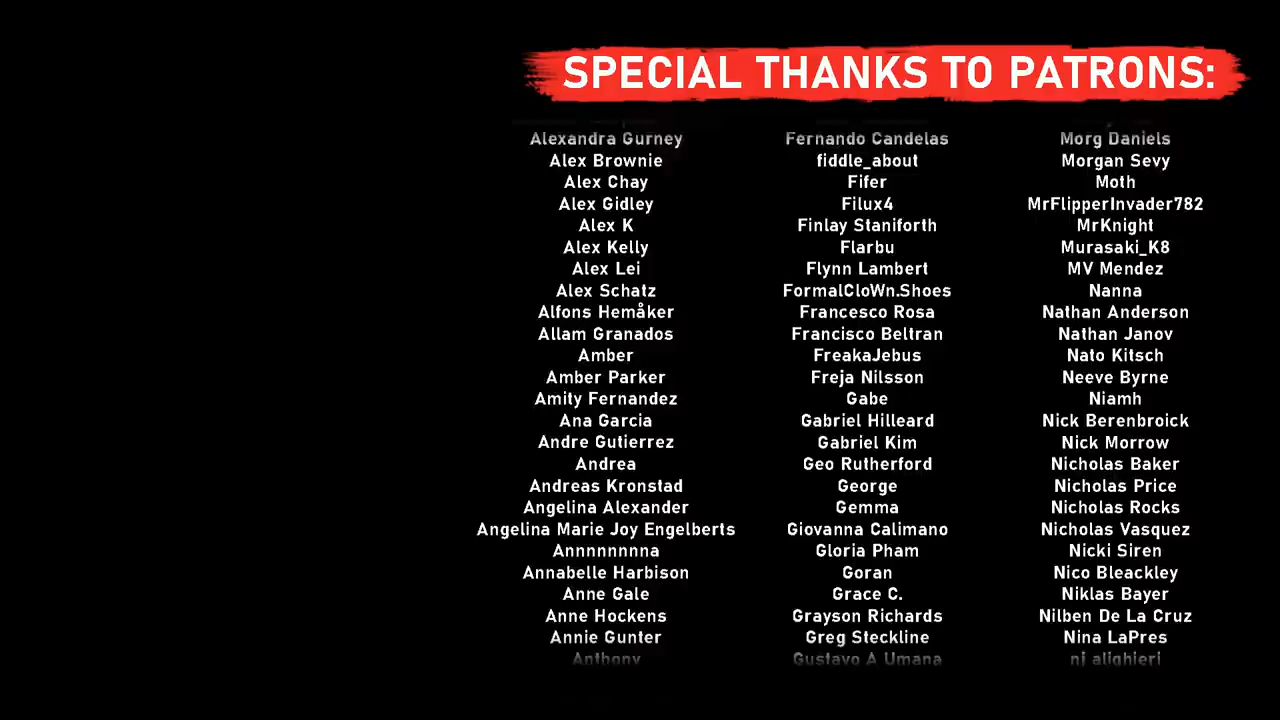 SPECIAL THANKS TO PATRONS:
Alexandra Gurney
Alex Brownie
Alex Chay
Alex Gidley
Alex K
Alex Kelly
Alex Lei
Alex Schatz
Alfons Hemåker
Allam Granados
Amber
Amber Parker
Amity Fernandez
Ana Garcia
Andre Gutierrez
Andrea
Andreas Kronstad
Angelina Alexander
Angelina Marie Joy Engelberts
Annnnnnnna
Annabelle Harbison
Anne Gale
Anne Hockens
Annie Gunter
Anthony
Fernando Candelas
fiddle_about
Fifer
Filux4
Finlay Staniforth
Flarbu
Flynn Lambert
FormalCloWn.Shoes
Francesco Rosa
Francisco Beltran
FreakaJebus
Freja Nilsson
Gabe
Gabriel Hilleard
Gabriel Kim
Geo Rutherford
George
Gemma
Giovanna Calimano
Gloria Pham
Goran
Grace C.
Grayson Richards
Greg Steckline
Gustavo A Umana
Morg Daniels
Morgan Sevy
Moth
MrFlipperInvader782
MrKnight
Murasaki_K8
MV Mendez
Nanna
Nathan Anderson
Nathan Janov
Nato Kitsch
Neeve Byrne
Niamh
Nick Berenbroick
Nick Morrow
Nicholas Baker
Nicholas Price
Nicholas Rocks
Nicholas Vasquez
Nicki Siren
Nico Bleackley
Niklas Bayer
Nilben De La Cruz
Nina LaPres
nj alighieri